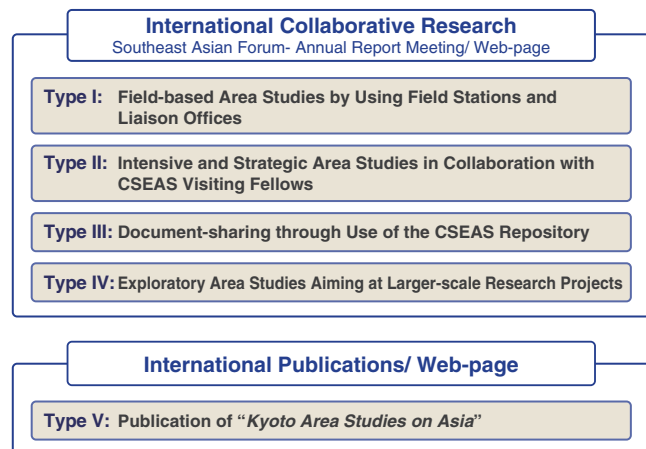 International Collaborative Research
Southeast Asian Forum- Annual Report Meeting/ Web-page
Type I: Field-based Area Studies by Using Field Stations and
Liaison Offices
Type II: Intensive and Strategic Area Studies in Collaboration with
CSEAS Visiting Fellows
Type III: Document-sharing through Use of the CSEAS Repository
Type IV: Exploratory Area Studies Aiming at Larger-scale Research Projects
International Publications/ Web-page
Type V: Publication of “Kyoto Area Studies on Asia”